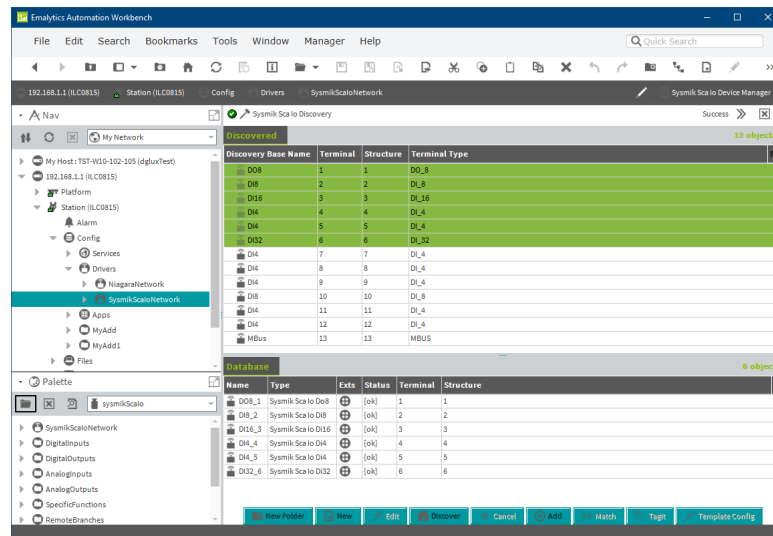 Emalytics Automation Workbench
File Edit Search Bookmarks Tools Window Manager Help Quick Search
192.168.1.1 (ILC0815) Station (ILC0815) Config Drivers SysmikScaIoNetwork Sysmik Sca Io Device Manager
Nav
My Network
My Host : TST-W10-102-105 (dgluxTest)
192.168.1.1 (ILC0815)
Platform
Station (ILC0815)
Alarm
Config
Services
Drivers
NiagaraNetwork
SysmikScaIoNetwork
Apps
MyAdd
MyAdd1
Files
Palette
sysmikScaIo
SysmikScaIoNetwork
DigitalInputs
DigitalOutputs
AnalogInputs
AnalogOutputs
SpecificFunctions
RemoteBranches
Sysmik Sca Io Discovery Success
Discovered 13 object
Discovery Base Name Terminal Structure Terminal Type
DO8 1 1 DO_8
DI8 2 2 DI_8
DI16 3 3 DI_16
DI4 4 4 DI_4
DI4 5 5 DI_4
DI32 6 6 DI_32
DI4 7 7 DI_4
DI4 8 8 DI_4
DI4 9 9 DI_4
DI8 10 10 DI_8
DI4 11 11 DI_4
DI4 12 12 DI_4
MBus 13 13 MBUS
Database 6 objec
Name Type Exts Status Terminal Structure
DO8_1 Sysmik Sca Io Do8 {ok} 1 1
DI8_2 Sysmik Sca Io Di8 {ok} 2 2
DI16_3 Sysmik Sca Io Di16 {ok} 3 3
DI4_4 Sysmik Sca Io Di4 {ok} 4 4
DI4_5 Sysmik Sca Io Di4 {ok} 5 5
DI32_6 Sysmik Sca Io Di32 {ok} 6 6
New Folder New Edit Discover Cancel Add Match TagIt Template Config